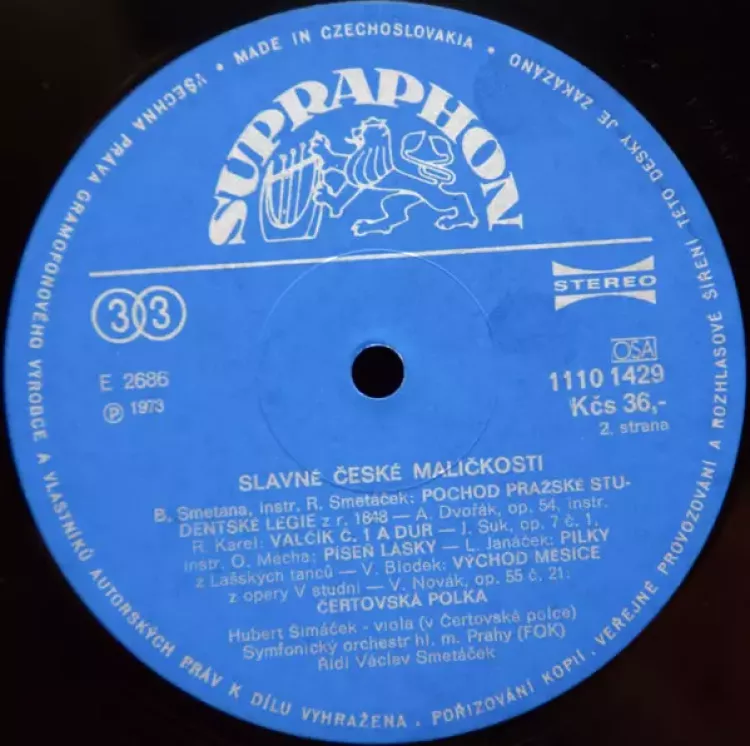 VŠECHNA PRÁVA GRAMOFONOVÉHO VÝROBCE A VLASTNÍKŮ AUTORSKÝCH PRÁV K DÍLU VYHRAŽENA • POŘIZOVÁNÍ KOPIÍ, VEŘEJNÉ PROVOZOVÁNÍ A ROZHLASOVÉ ŠÍŘENÍ TÉTO DESKY JE ZAKÁZÁNO •
MADE IN CZECHOSLOVAKIA •
SUPRAPHON
33
STEREO
E 2686
℗ 1973
OSA
1110 1429
Kčs 36,-
2. strana
SLAVNÉ ČESKÉ MALIČKOSTI
B. Smetana, instr. R. Smetáček: POCHOD PRAŽSKÉ STU-
DENTSKÉ LEGIE z r. 1848 — A. Dvořák, op. 54, instr.
R. Karel: VALČÍK Č. 1 A DUR — J. Suk, op. 7 č. 1,
instr. O. Mácha: PÍSEŇ LÁSKY — L. Janáček: PILKY
z Lašských tanců — V. Blodek: VÝCHOD MĚSÍCE
z opery V studni — V. Novák, op. 55 č. 21:
ČERTOVSKÁ POLKA
Hubert Šimáček - viola (v Čertovské polce)
Symfonický orchestr hl. m. Prahy (FOK)
Řídí Václav Smetáček